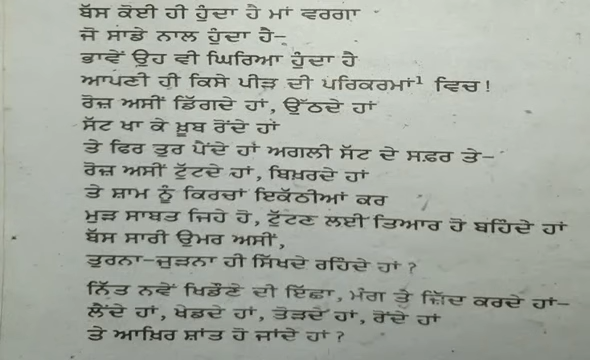 ਬੱਸ ਕੋਈ ਹੀ ਹੁੰਦਾ ਹੈ ਮਾਂ ਵਰਗਾ
ਜੋ ਸਾਡੇ ਨਾਲ ਹੁੰਦਾ ਹੈ–
ਭਾਵੇਂ ਉਹ ਵੀ ਘਿਰਿਆ ਹੁੰਦਾ ਹੈ
ਆਪਣੀ ਹੀ ਕਿਸੇ ਪੀੜ ਦੀ ਪਰਿਕਰਮਾਂ¹ ਵਿਚ!
ਰੋਜ਼ ਅਸੀਂ ਡਿੱਗਦੇ ਹਾਂ, ਉੱਠਦੇ ਹਾਂ
ਸੱਟ ਖਾ ਕੇ ਖ਼ੂਬ ਰੋਂਦੇ ਹਾਂ
ਤੇ ਫਿਰ ਤੁਰ ਪੈਂਦੇ ਹਾਂ ਅਗਲੀ ਸੱਟ ਦੇ ਸਫ਼ਰ ਤੇ–
ਰੋਜ਼ ਅਸੀਂ ਟੁੱਟਦੇ ਹਾਂ, ਬਿਖ਼ਰਦੇ ਹਾਂ
ਤੇ ਸ਼ਾਮ ਨੂੰ ਕਿਰਚਾਂ ਇਕੱਠੀਆਂ ਕਰ
ਮੁੜ ਸਾਬਤ ਜਿਹੇ ਹੋ, ਟੁੱਟਣ ਲਈ ਤਿਆਰ ਹੋ ਬਹਿੰਦੇ ਹਾਂ
ਬੱਸ ਸਾਰੀ ਉਮਰ ਅਸੀਂ,
ਤੁਰਨਾ–ਜੁੜਨਾ ਹੀ ਸਿੱਖਦੇ ਰਹਿੰਦੇ ਹਾਂ?
ਨਿੱਤ ਨਵੇਂ ਖਿਡੌਣੇ ਦੀ ਇੱਛਾ, ਮੰਗ ਤੇ ਜ਼ਿੱਦ ਕਰਦੇ ਹਾਂ–
ਲੈਂਦੇ ਹਾਂ, ਖੇਡਦੇ ਹਾਂ, ਤੋੜਦੇ ਹਾਂ, ਰੋਂਦੇ ਹਾਂ
ਤੇ ਆਖ਼ਿਰ ਸ਼ਾਂਤ ਹੋ ਜਾਂਦੇ ਹਾਂ?